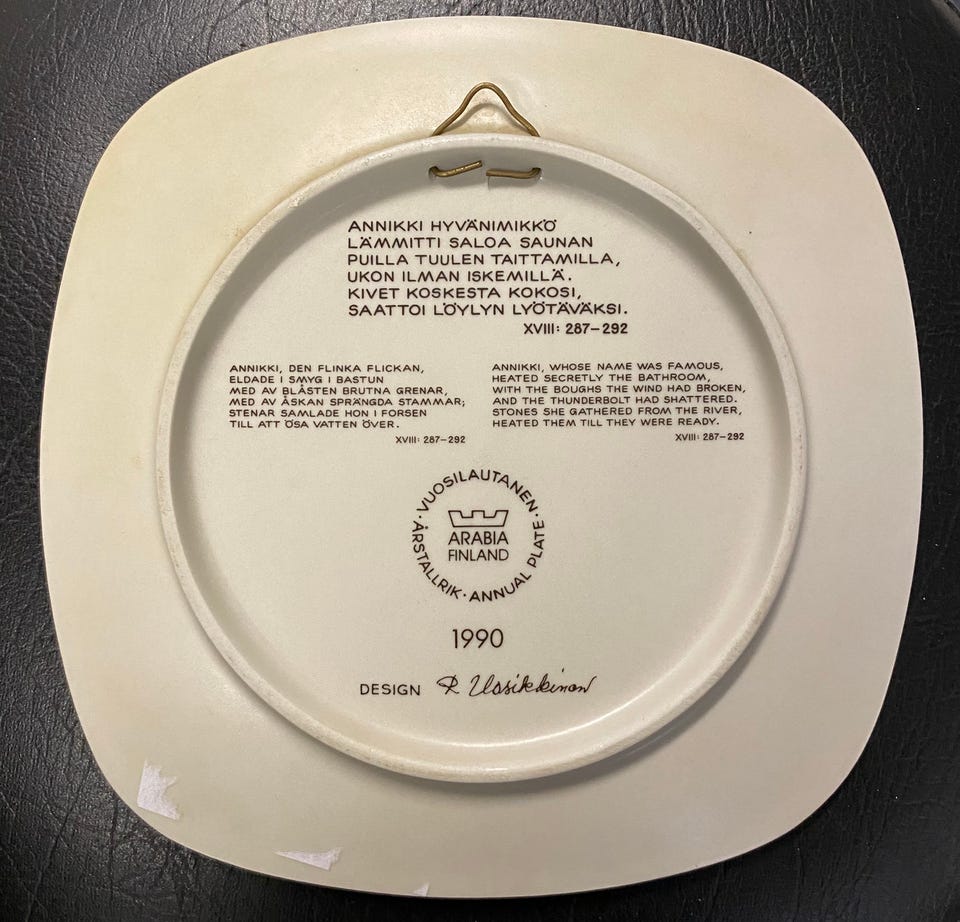 ANNIKKI HYVÄNIMIKKÖ
LÄMMITTI SALOA SAUNAN
PUILLA TUULEN TAITTAMILLA,
UKON ILMAN ISKEMILLÄ.
KIVET KOSKESTA KOKOSI,
SAATTOI LÖYLYN LYÖTÄVÄKSI.
XVIII: 287–292
ANNIKKI, DEN FLINKA FLICKAN,
ELDADE I SMYG I BASTUN
MED AV BLÅSTEN BRUTNA GRENAR,
MED AV ÅSKAN SPRÄNGDA STAMMAR;
STENAR SAMLADE HON I FORSEN
TILL ATT ÖSA VATTEN ÖVER.
XVIII: 287–292
ANNIKKI, WHOSE NAME WAS FAMOUS,
HEATED SECRETLY THE BATHROOM,
WITH THE BOUGHS THE WIND HAD BROKEN,
AND THE THUNDERBOLT HAD SHATTERED.
STONES SHE GATHERED FROM THE RIVER,
HEATED THEM TILL THEY WERE READY.
XVIII: 287–292
· VUOSILAUTANEN · ANNUAL PLATE · ÅRSTALLRIK
ARABIA
FINLAND
1990
DESIGN R. Uosikkinen